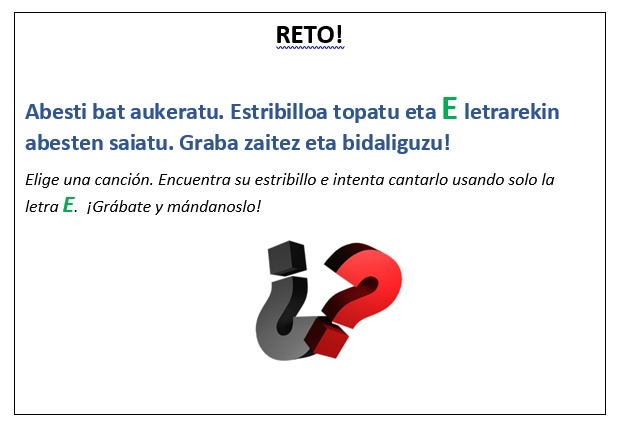 RETO!
Abesti bat aukeratu. Estribilloa topatu eta E letrarekin
abesten saiatu. Graba zaitez eta bidaliguzu!
Elige una canción. Encuentra su estribillo e intenta cantarlo usando solo la
letra E. ¡Grábate y mándanoslo!
¿?